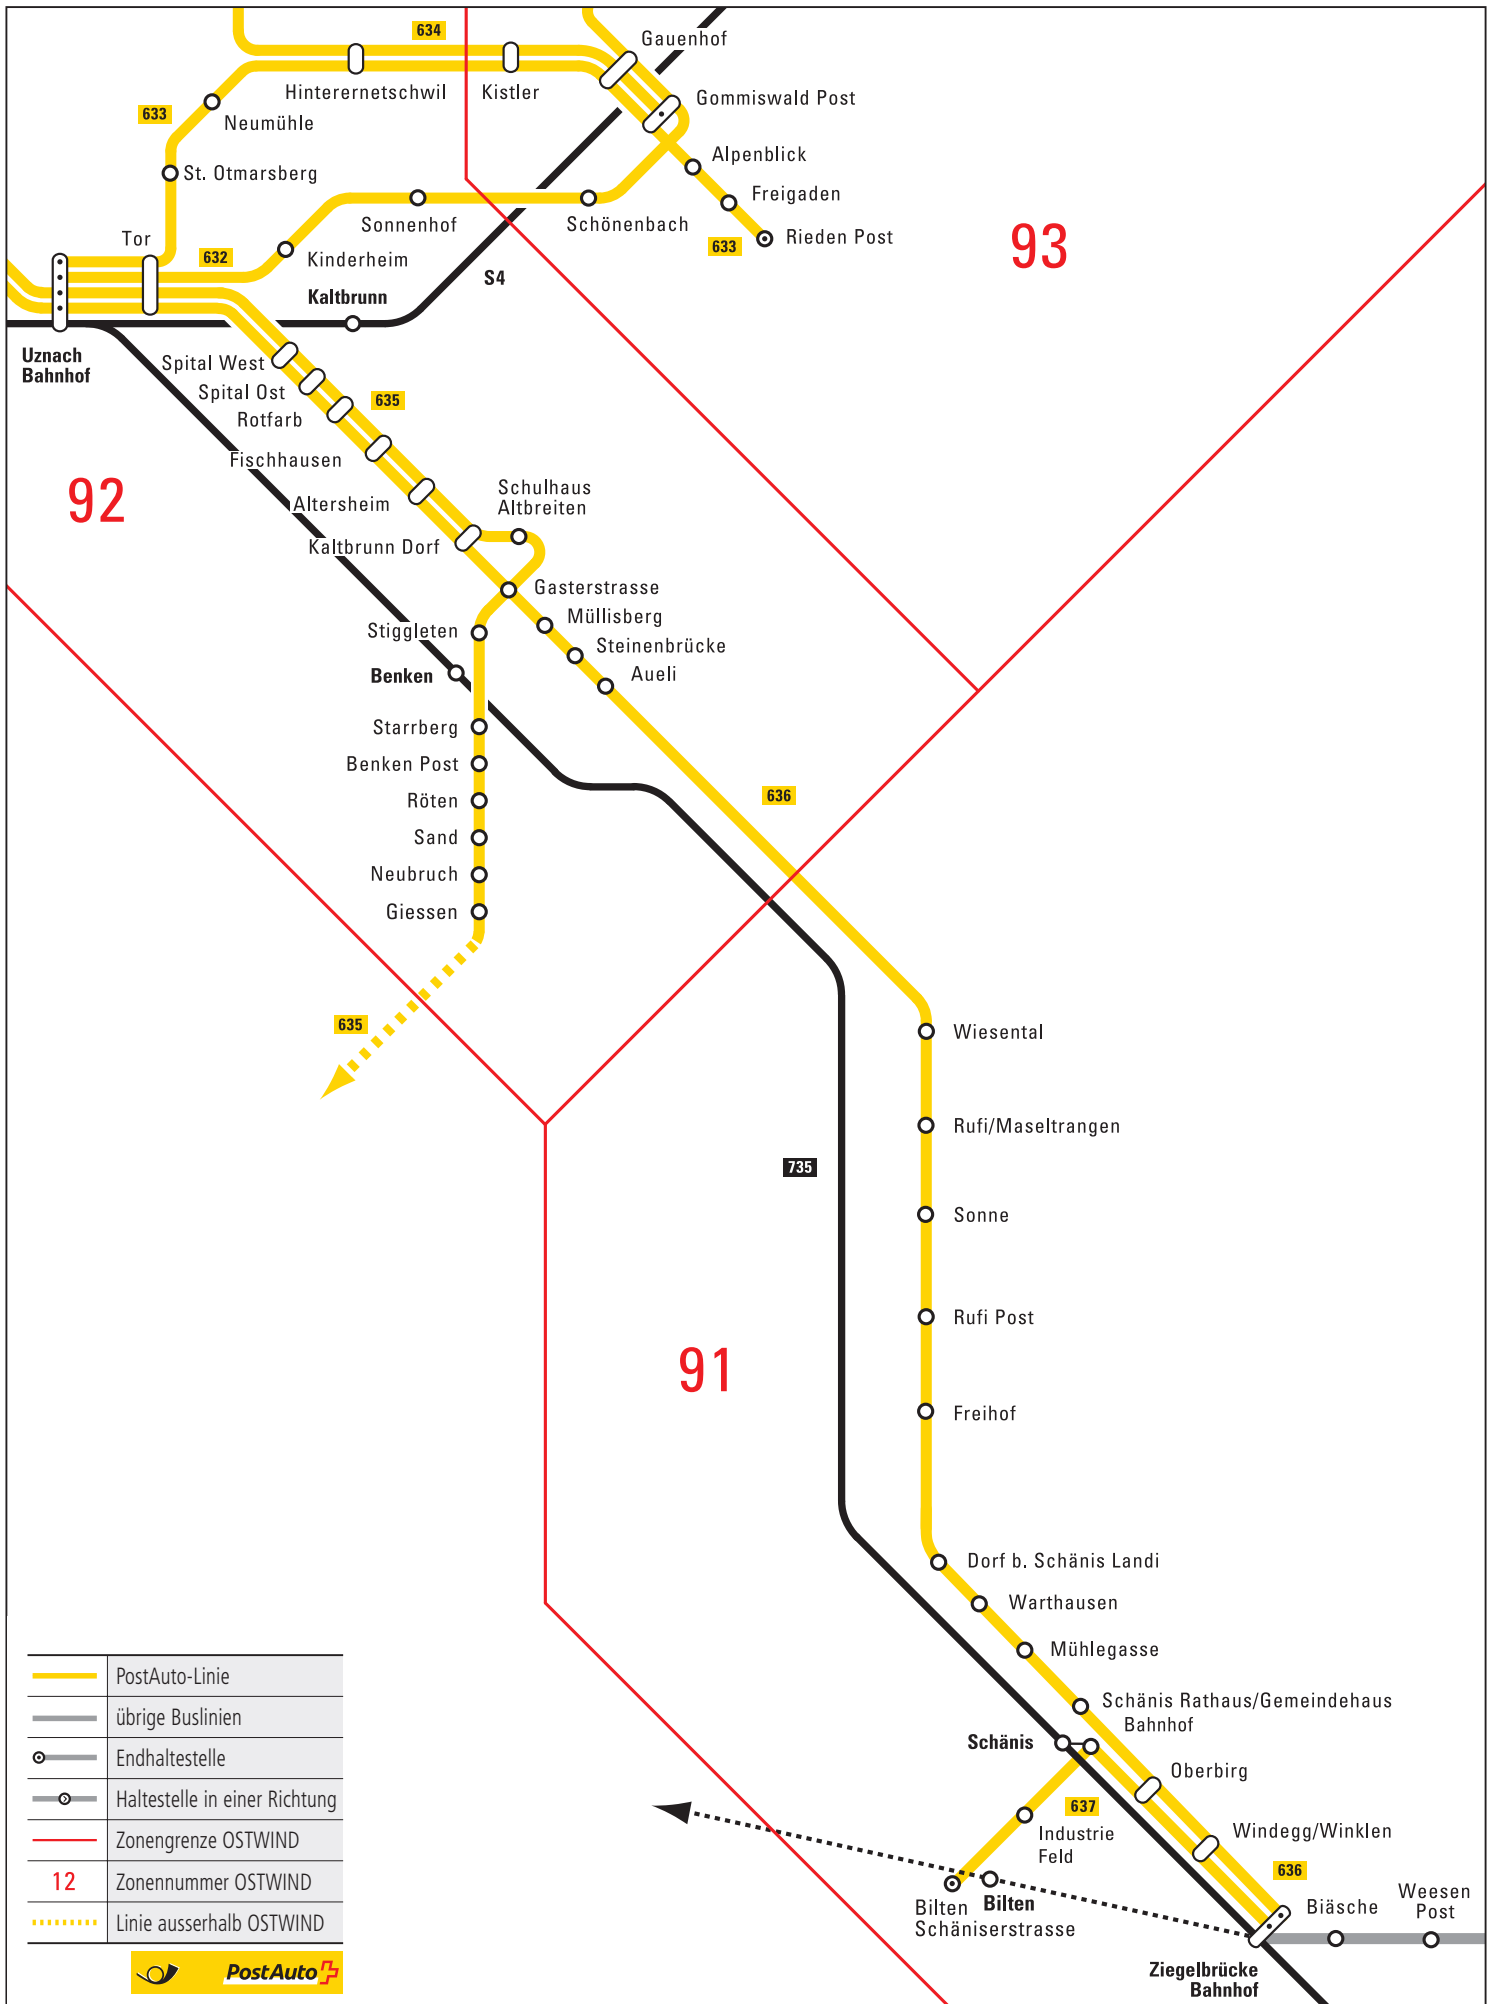 634
Gauenhof
Hinterernetschwil
Kistler
Gommiswald Post
633
Neumühle
Alpenblick
St. Otmarsberg
Freigaden
Sonnenhof
Schönenbach
633
Rieden Post
93
Tor
632
Kinderheim
S4
Kaltbrunn
Uznach
Bahnhof
Spital West
Spital Ost
635
Rotfarb
Fischhausen
92
Schulhaus
Altbreiten
Altersheim
Kaltbrunn Dorf
Gasterstrasse
Müllisberg
Stiggleten
Steinenbrücke
Benken
Aueli
Starrberg
Benken Post
636
Röten
Sand
Neubruch
Giessen
635
Wiesental
Rufi/Maseltrangen
735
Sonne
Rufi Post
91
Freihof
Dorf b. Schänis Landi
Warthausen
Mühlegasse
Schänis Rathaus/Gemeindehaus
Bahnhof
Schänis
Oberbirg
637
Industrie
Feld
Windegg/Winklen
636
Bilten
Schäniserstrasse
Bilten
Biäsche
Weesen
Post
Ziegelbrücke
Bahnhof
PostAuto-Linie
übrige Buslinien
Endhaltestelle
Haltestelle in einer Richtung
Zonengrenze OSTWIND
12 Zonennummer OSTWIND
Linie ausserhalb OSTWIND
PostAuto